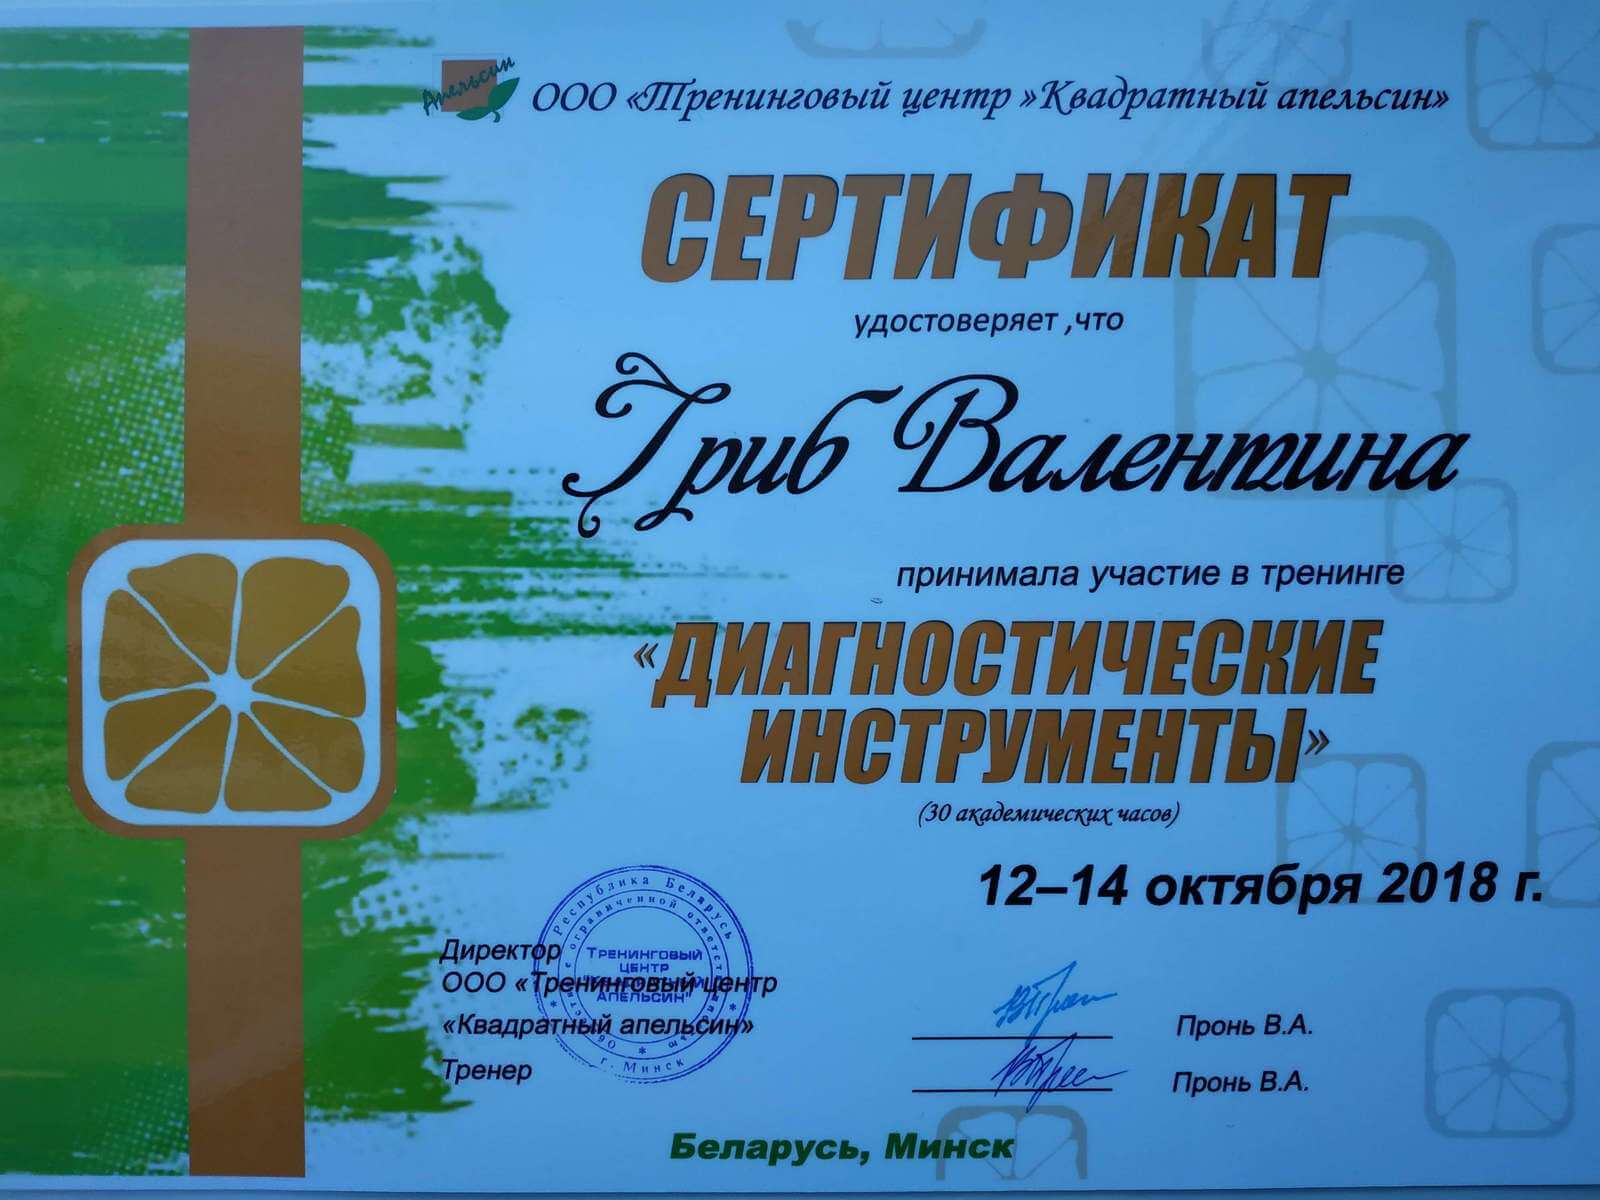 Апельсин
ООО «Тренинговый центр »Квадратный апельсин»
СЕРТИФИКАТ
удостоверяет ,что
Гриб Валентина
принимала участие в тренинге
«ДИАГНОСТИЧЕСКИЕ
ИНСТРУМЕНТЫ»
(30 академических часов)
12–14 октября 2018 г.
Директор
ООО «Тренинговый центр
«Квадратный апельсин»
Пронь В.А.
Тренер
Пронь В.А.
Республика Беларусь
г. Минск
ограниченной ответст
ТРЕНИНГОВЫЙ
ЦЕНТР
АПЕЛЬСИН"
Беларусь, Минск